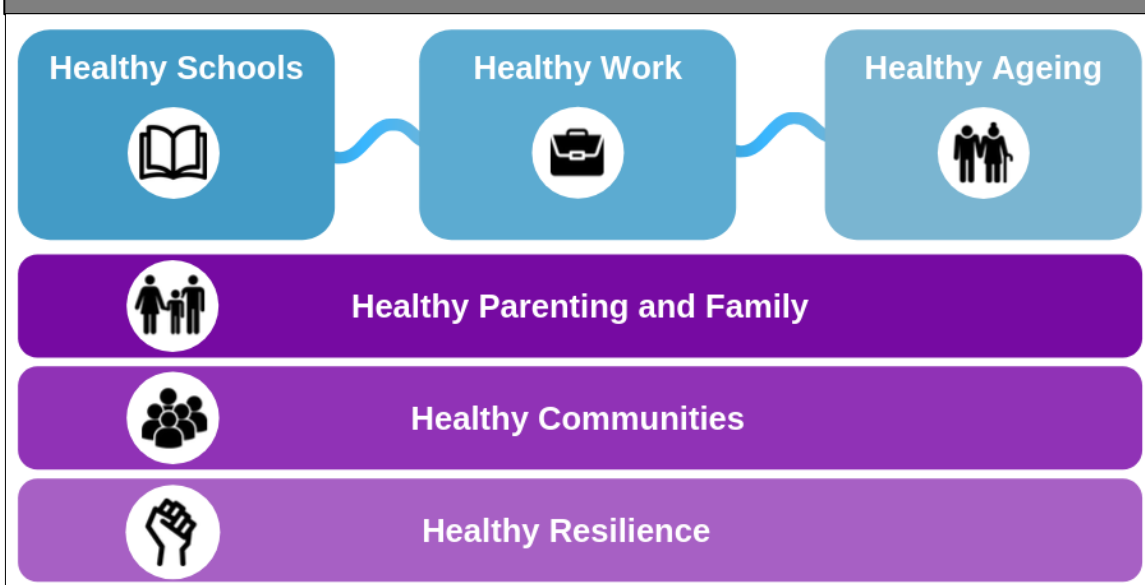 Healthy Schools
Healthy Work
Healthy Ageing
Healthy Parenting and Family
Healthy Communities
Healthy Resilience